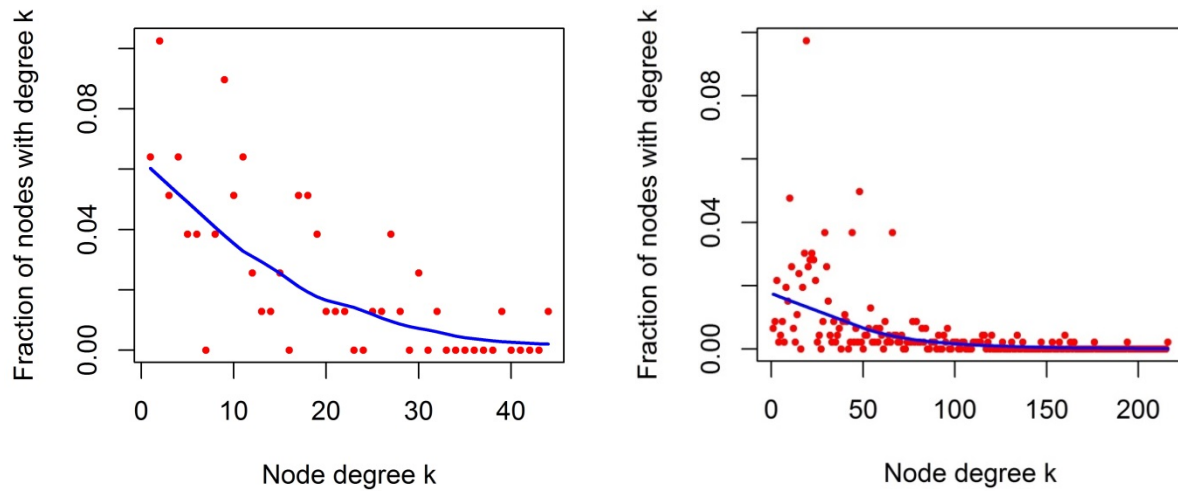 Fraction of nodes with degree k
0.00 0.04 0.08
0 10 20 30 40
Node degree k
Fraction of nodes with degree k
0.00 0.04 0.08
0 50 100 150 200
Node degree k